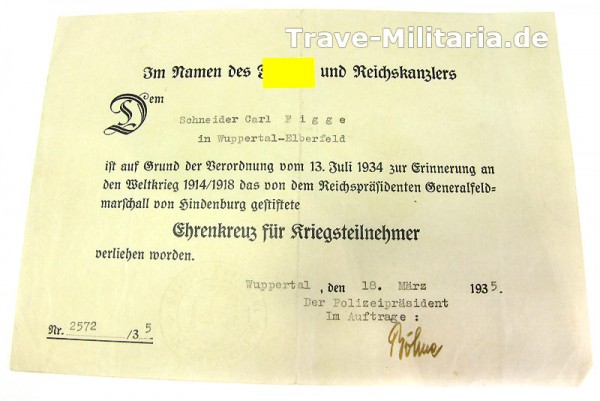 Trave-Militaria.de
Im Namen des F und Reichskanzlers
Dem
Schneider Carl Figge
in Wuppertal-Elberfeld
ist auf Grund der Verordnung vom 13. Juli 1934 zur Erinnerung an
den Weltkrieg 1914/1918 das von dem Reichspräsidenten Generalfeld-
marschall von Hindenburg gestiftete
Ehrenkreuz für Kriegsteilnehmer
verliehen worden.
Wuppertal, den 18. März 1935.
Der Polizeipräsident
Im Auftrage:
Böhme
Nr. 2572 /35